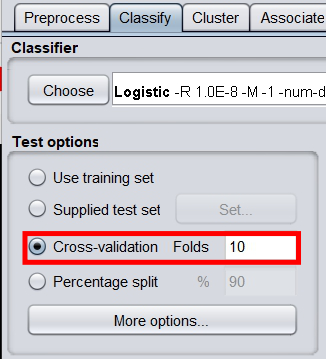 Preprocess Classify Cluster Associate
Classifier
Choose Logistic -R 1.0E-8 -M -1 -num-d
Test options
Use training set
Supplied test set Set...
Cross-validation Folds 10
Percentage split % 90
More options...